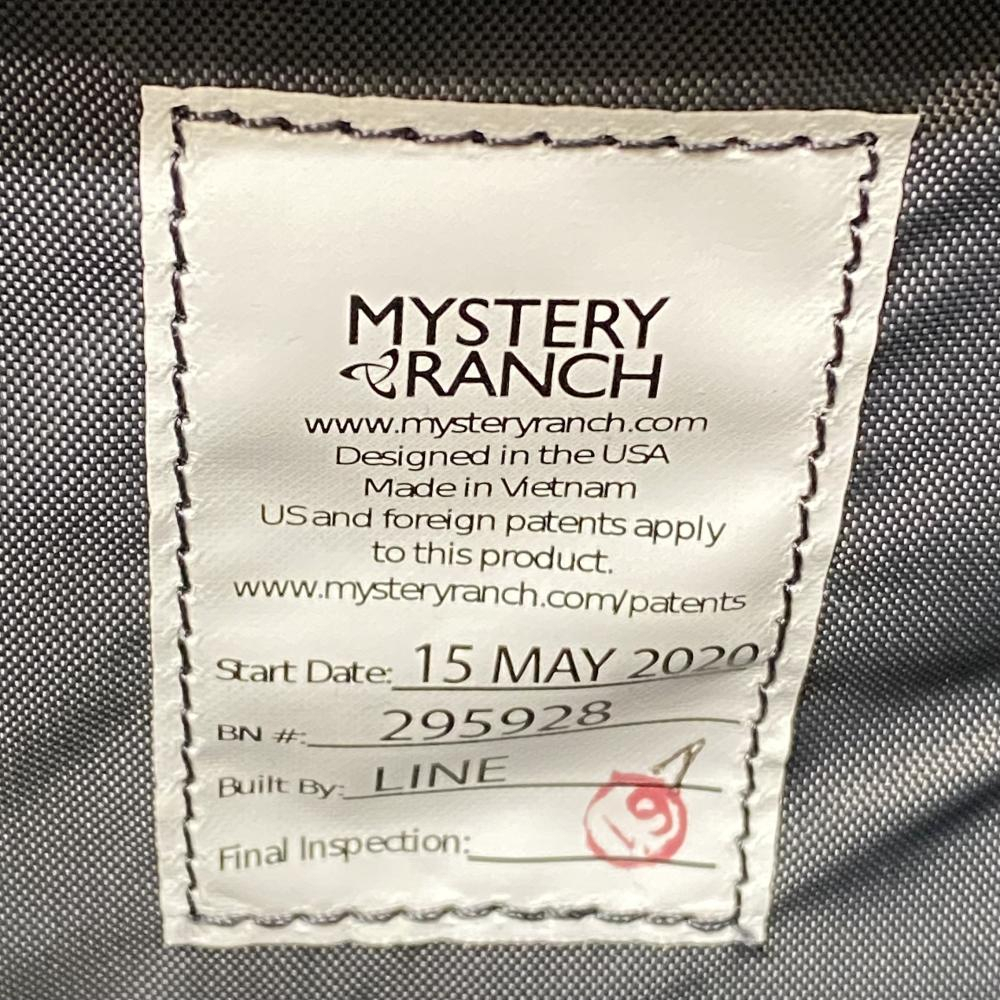 MYSTERY
RANCH
www.mysteryranch.com
Designed in the USA
Made in Vietnam
US and foreign patents apply
to this product.
www.mysteryranch.com/patents
Start Date: 15 MAY 2020
BN #: 295928
Built By: LINE 1
Final Inspection: 19